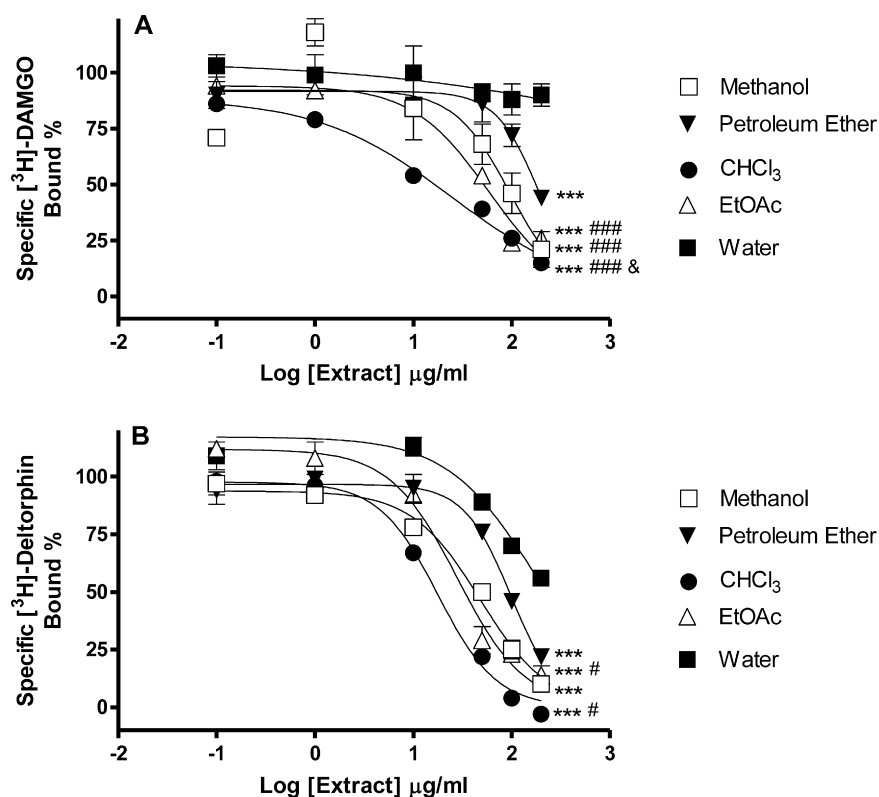 A
Specific [³H]-DAMGO
Bound %
100
75
50
25
0
***
*** ###
*** ###
*** ### &
-2 -1 0 1 2 3
Log [Extract] μg/ml
Methanol
Petroleum Ether
CHCl₃
EtOAc
Water
B
Specific [³H]-Deltorphin
Bound %
100
75
50
25
0
***
*** #
***
*** #
-2 -1 0 1 2 3
Log [Extract] μg/ml
Methanol
Petroleum Ether
CHCl₃
EtOAc
Water